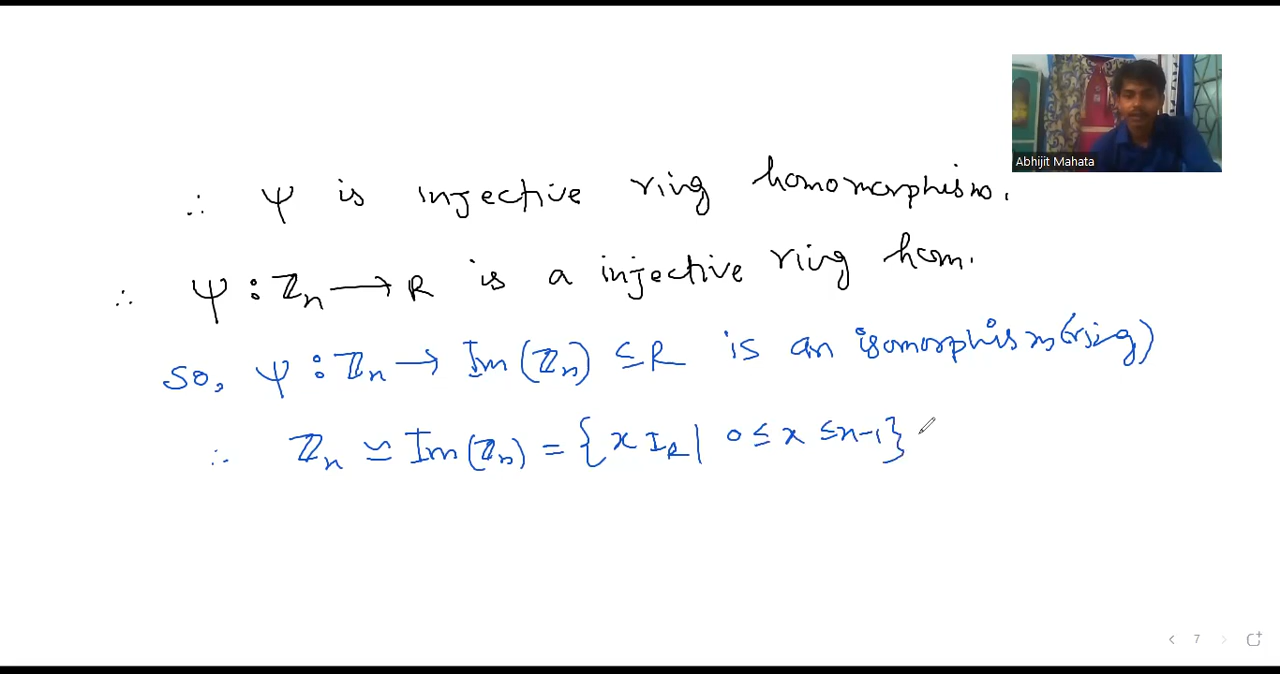 Abhijit Mahata
∴ Ψ is injective ring homomorphism.
∴ Ψ : ℤn → R is a injective ring hom.
So, Ψ : ℤn → Im(ℤn) ⊆ R is an isomorphism (ring)
∴ ℤn ≃ Im(ℤn) = {x I_R | 0 ≤ x ≤ n-1}
< 7 >